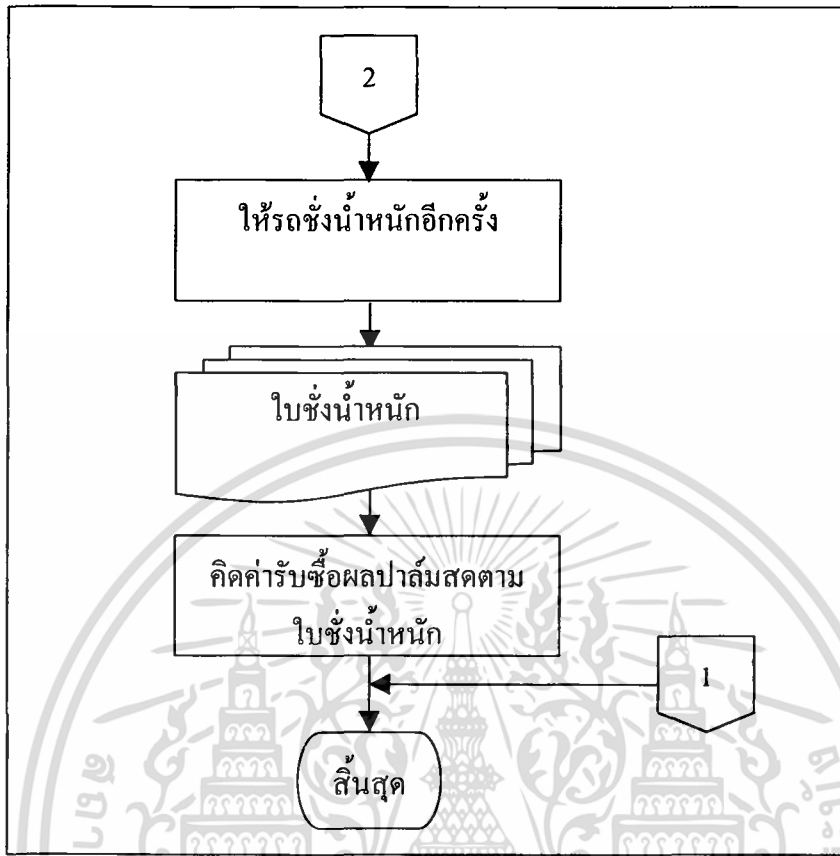 2
ให้รถชั่งน้ำหนักอีกครั้ง
ใบชั่งน้ำหนัก
คิดค่ารับซื้อผลปาล์มสดตาม
ใบชั่งน้ำหนัก
1
สิ้นสุด